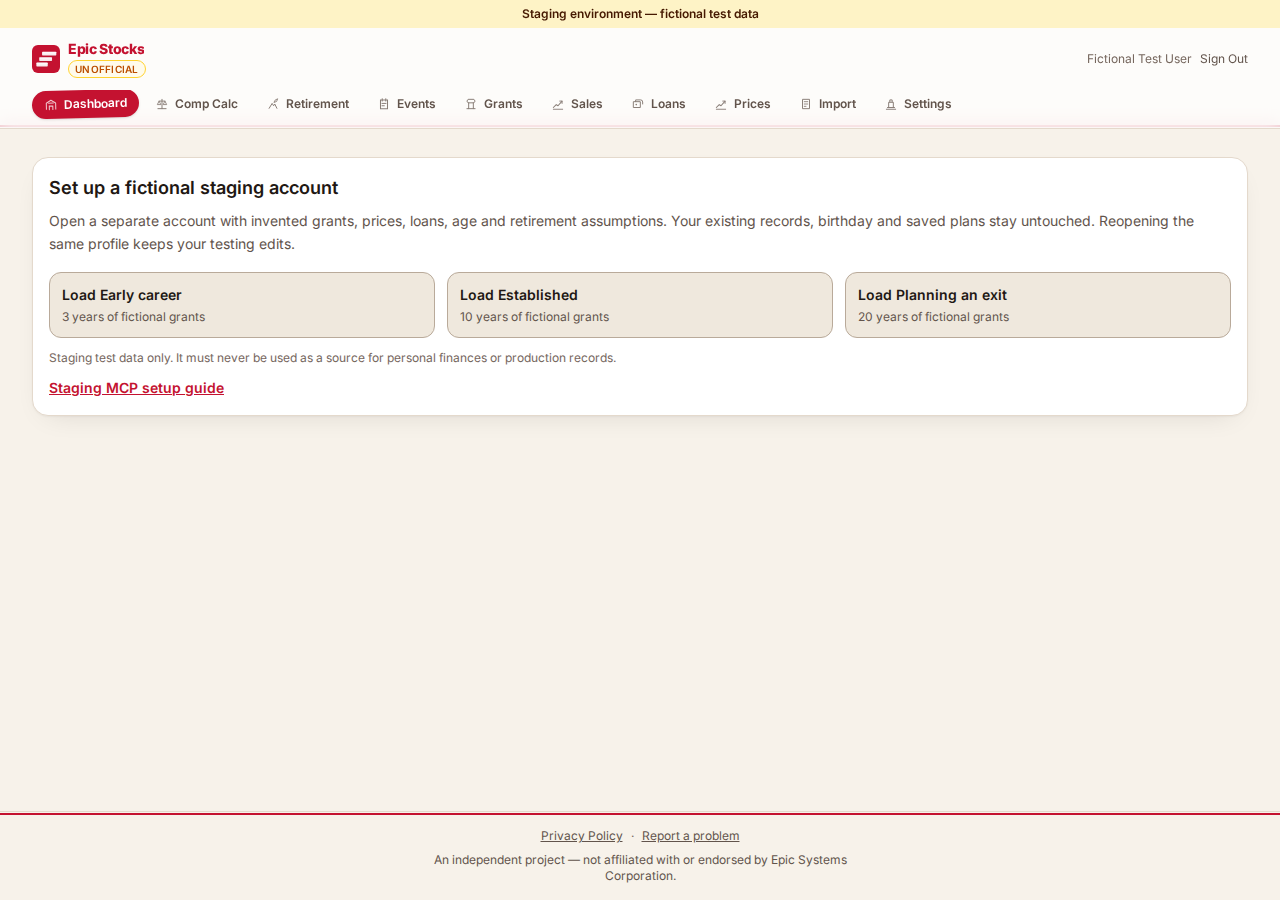 Staging environment — fictional test data
Epic Stocks
UNOFFICIAL
Fictional Test User Sign Out
Dashboard Comp Calc Retirement Events Grants Sales Loans Prices Import Settings
Set up a fictional staging account
Open a separate account with invented grants, prices, loans, age and retirement assumptions. Your existing records, birthday and saved plans stay untouched. Reopening the
same profile keeps your testing edits.
Load Early career
3 years of fictional grants
Load Established
10 years of fictional grants
Load Planning an exit
20 years of fictional grants
Staging test data only. It must never be used as a source for personal finances or production records.
Staging MCP setup guide
Privacy Policy · Report a problem
An independent project — not affiliated with or endorsed by Epic Systems
Corporation.